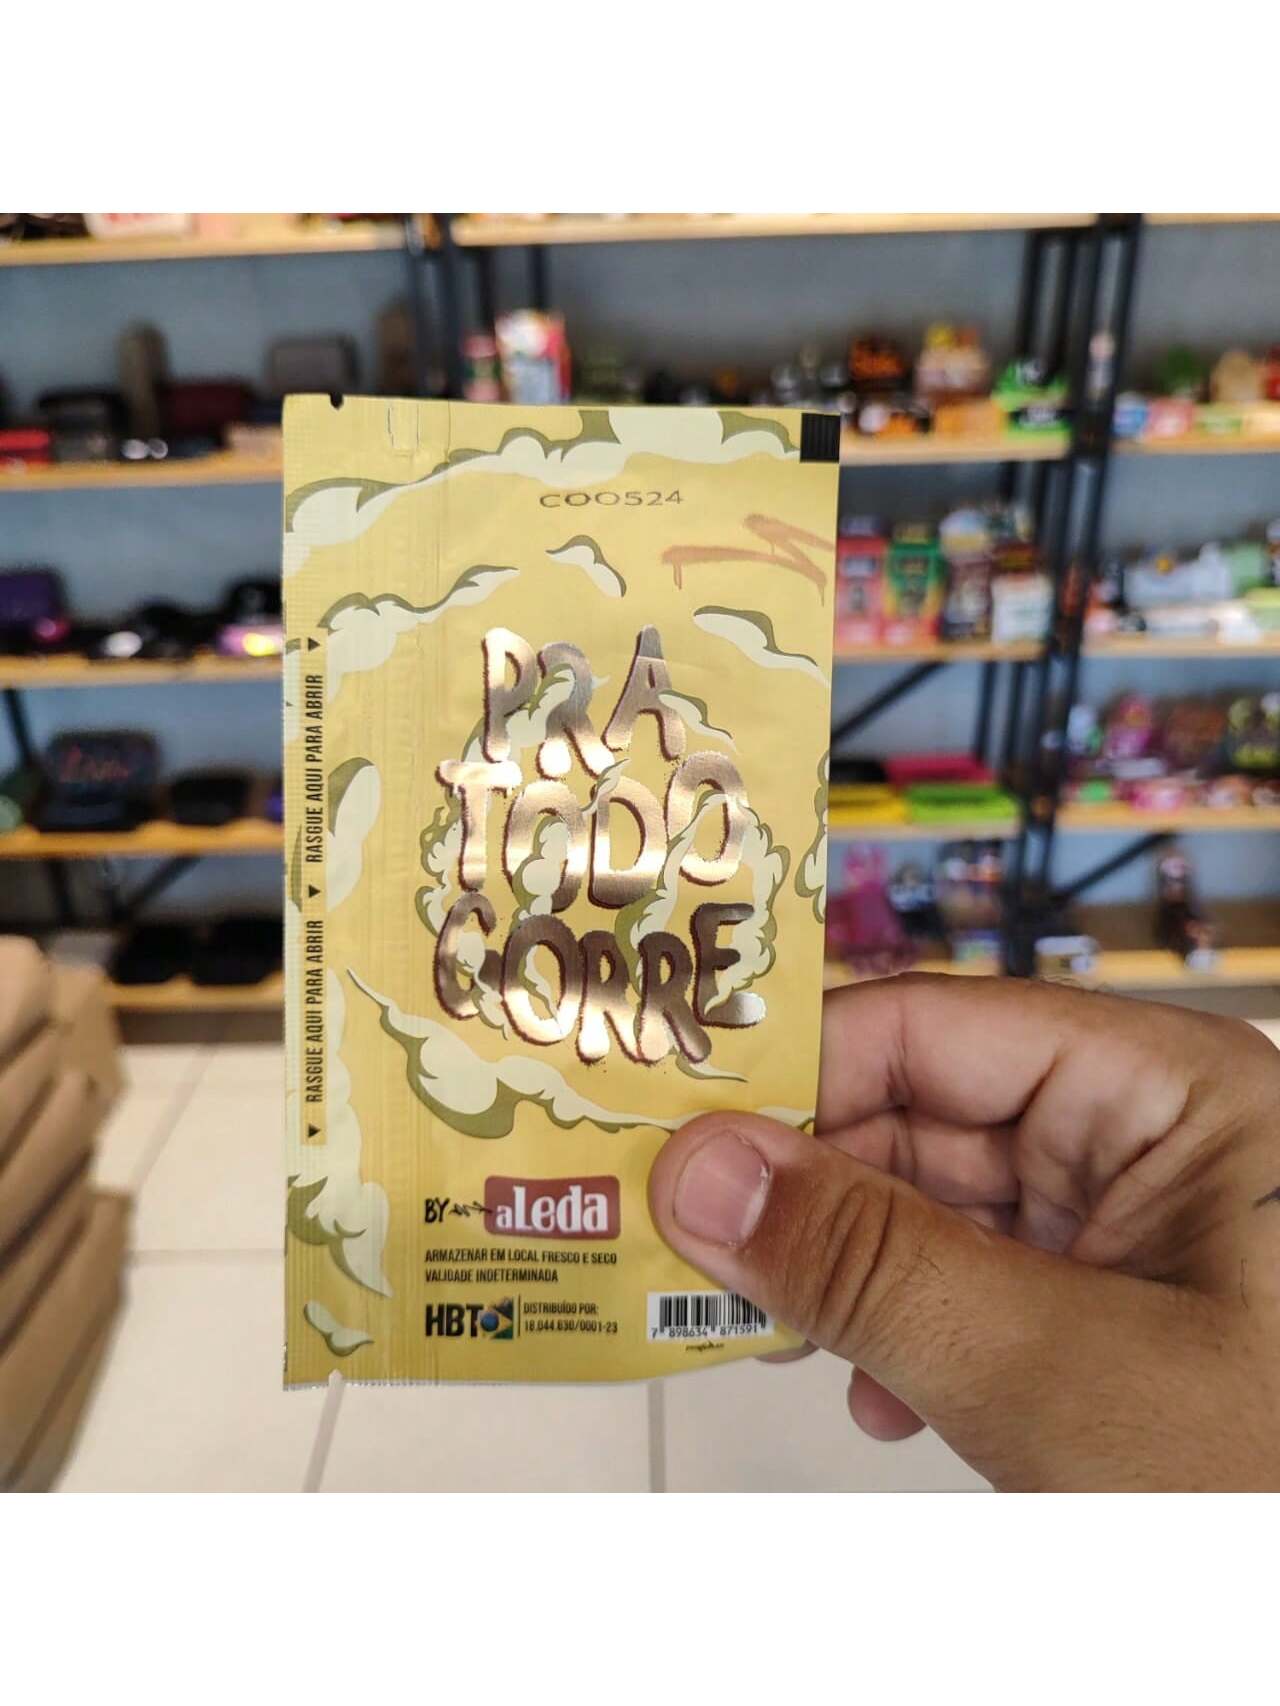 COO524
PRA
TODO
CORRE
RASGUE AQUI PARA ABRIR
RASGUE AQUI PARA ABRIR
BY aLeda
ARMAZENAR EM LOCAL FRESCO E SECO
VALIDADE INDETERMINADA
HBT
DISTRIBUÍDO POR:
18.044.630/0001-23
7 898634 871591